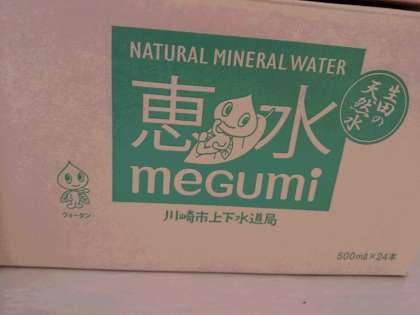 NATURAL MINERAL WATER
恵水
megumi
生田の
天然水
ウォータン
川崎市上下水道局
500mℓ×24本